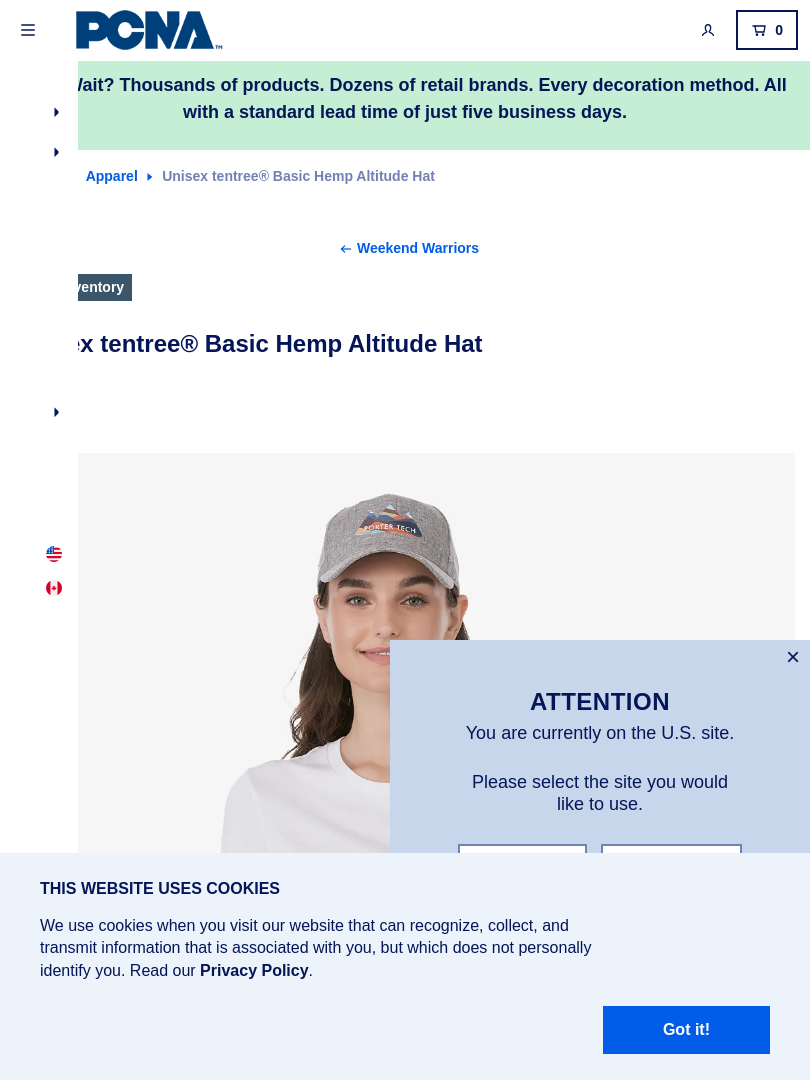 PCNA™
0
Wait? Thousands of products. Dozens of retail brands. Every decoration method. All
with a standard lead time of just five business days.
Apparel
Unisex tentree® Basic Hemp Altitude Hat
← Weekend Warriors
ventory
ex tentree® Basic Hemp Altitude Hat
PORTER TECH
×
ATTENTION
You are currently on the U.S. site.
Please select the site you would
like to use.
THIS WEBSITE USES COOKIES
We use cookies when you visit our website that can recognize, collect, and
transmit information that is associated with you, but which does not personally
identify you. Read our Privacy Policy.
Got it!